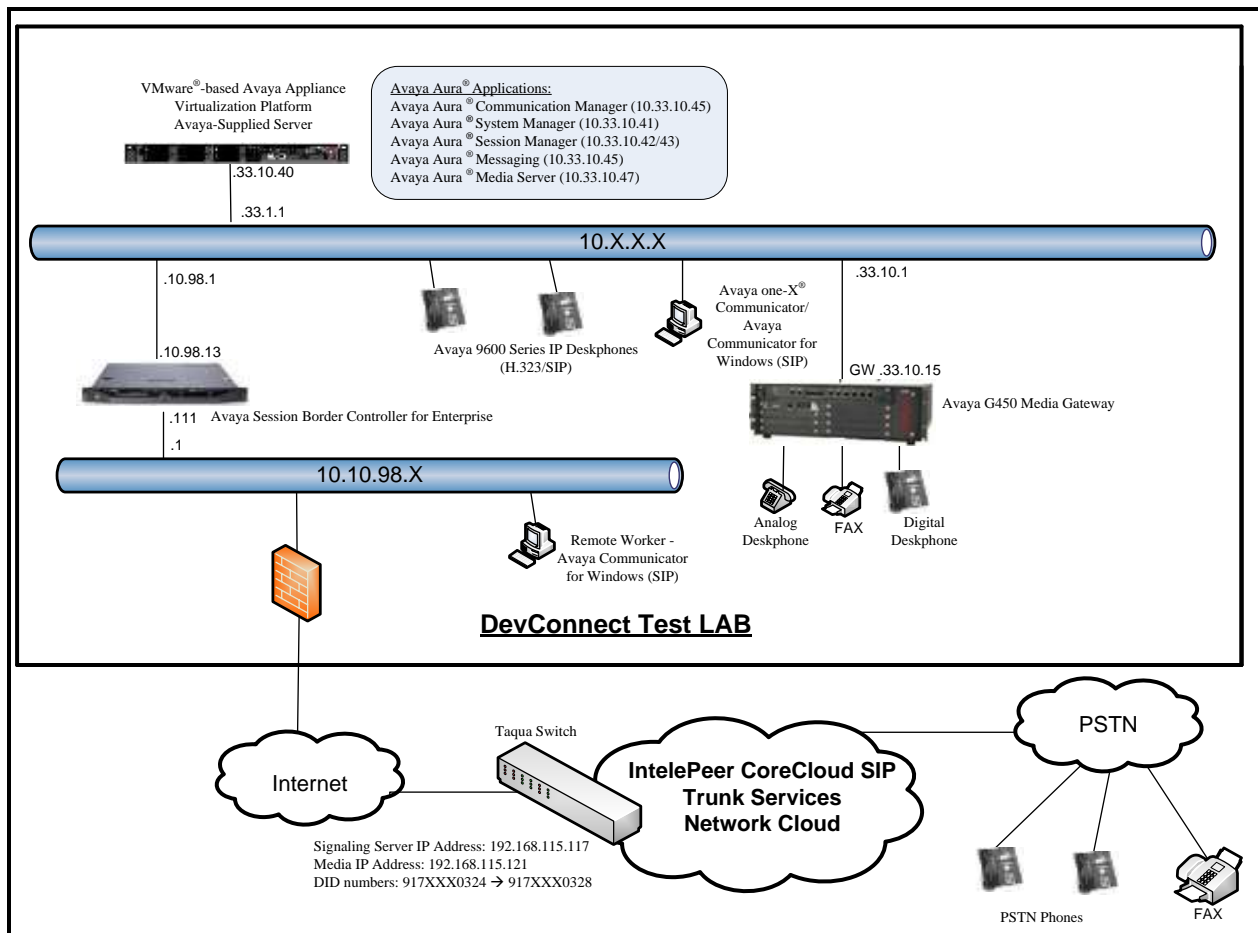 VMware®-based Avaya Appliance
Virtualization Platform
Avaya-Supplied Server
Avaya Aura® Applications:
Avaya Aura ® Communication Manager (10.33.10.45)
Avaya Aura ® System Manager (10.33.10.41)
Avaya Aura ® Session Manager (10.33.10.42/43)
Avaya Aura ® Messaging (10.33.10.45)
Avaya Aura ® Media Server (10.33.10.47)
.33.10.40
.33.1.1
10.X.X.X
.10.98.1
.33.10.1
Avaya 9600 Series IP Deskphones
(H.323/SIP)
Avaya one-X®
Communicator/
Avaya
Communicator for
Windows (SIP)
.10.98.13
GW .33.10.15
Avaya G450 Media Gateway
.111
Avaya Session Border Controller for Enterprise
.1
10.10.98.X
Analog
Deskphone
FAX
Digital
Deskphone
Remote Worker -
Avaya Communicator
for Windows (SIP)
DevConnect Test LAB
Internet
Taqua Switch
IntelePeer CoreCloud SIP
Trunk Services
Network Cloud
PSTN
Signaling Server IP Address: 192.168.115.117
Media IP Address: 192.168.115.121
DID numbers: 917XXX0324 → 917XXX0328
PSTN Phones
FAX